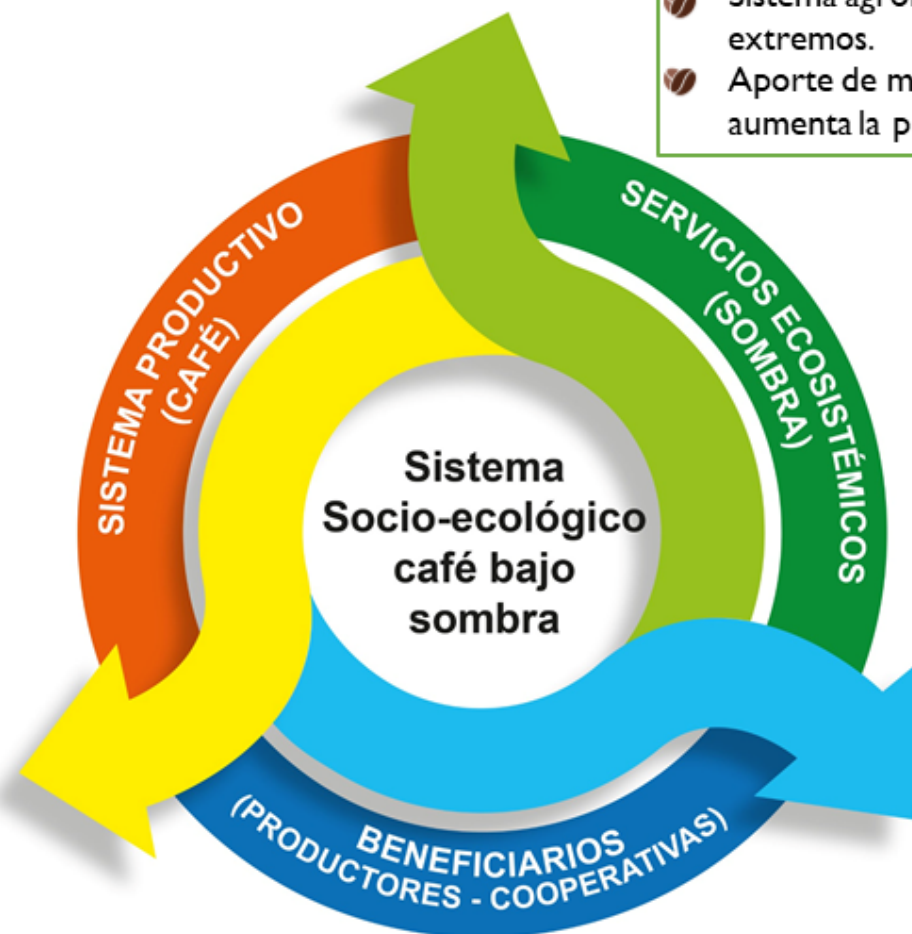 extremos.
Aporte de
aumenta la
SISTEMA PRODUCTIVO
(CAFÉ)
SERVICIOS ECOSISTÉMICOS
(SOMBRA)
Sistema
Socio-ecológico
café bajo
sombra
BENEFICIARIOS
(PRODUCTORES - COOPERATIVAS)